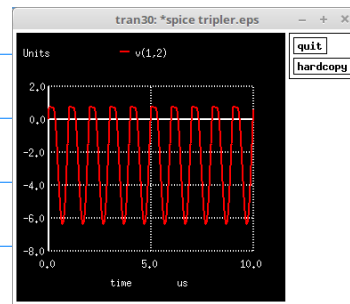 tran30: *spice tripler.eps
quit
hardcopy
Units
v(1,2)
2.0
0.0
-2.0
-4.0
-6.0
-8.0
0.0 5.0 10.0
time us